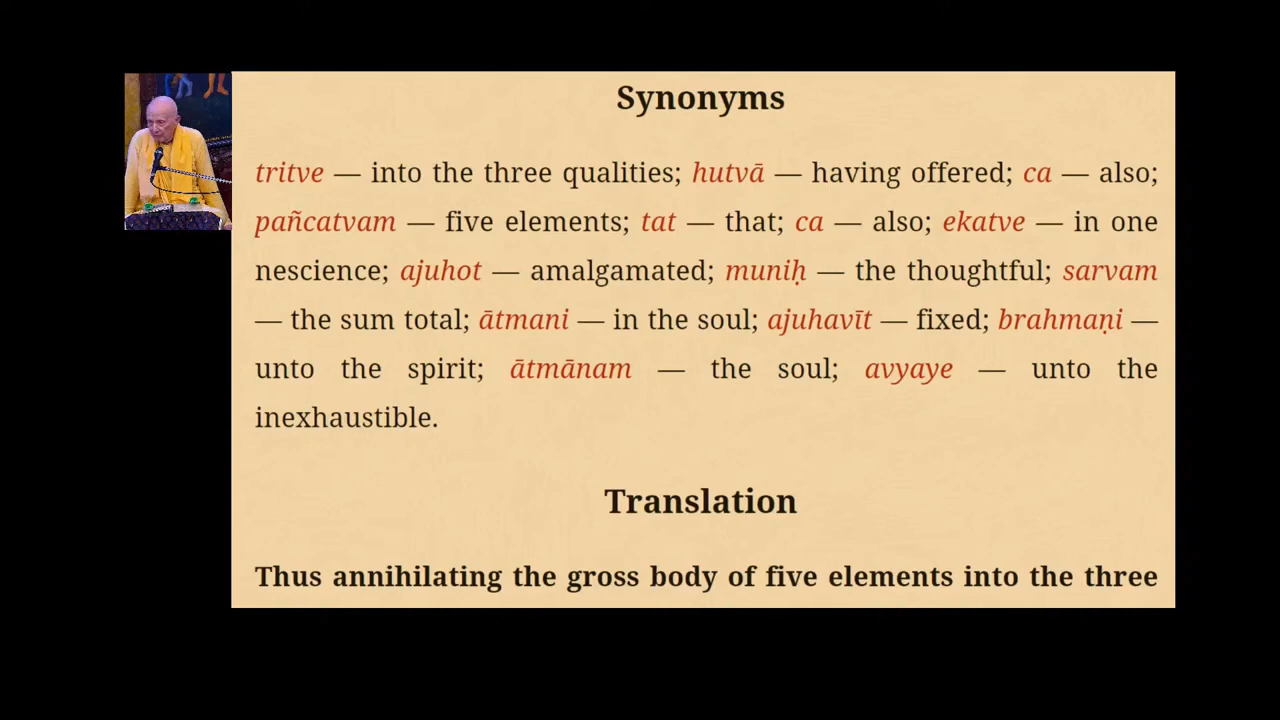 Synonyms
tritve — into the three qualities; hutvā — having offered; ca — also;
pañcatvam — five elements; tat — that; ca — also; ekatve — in one
nescience; ajuhot — amalgamated; muniḥ — the thoughtful; sarvam
— the sum total; ātmani — in the soul; ajuhavīt — fixed; brahmaṇi —
unto the spirit; ātmānam — the soul; avyaye — unto the
inexhaustible.
Translation
Thus annihilating the gross body of five elements into the three